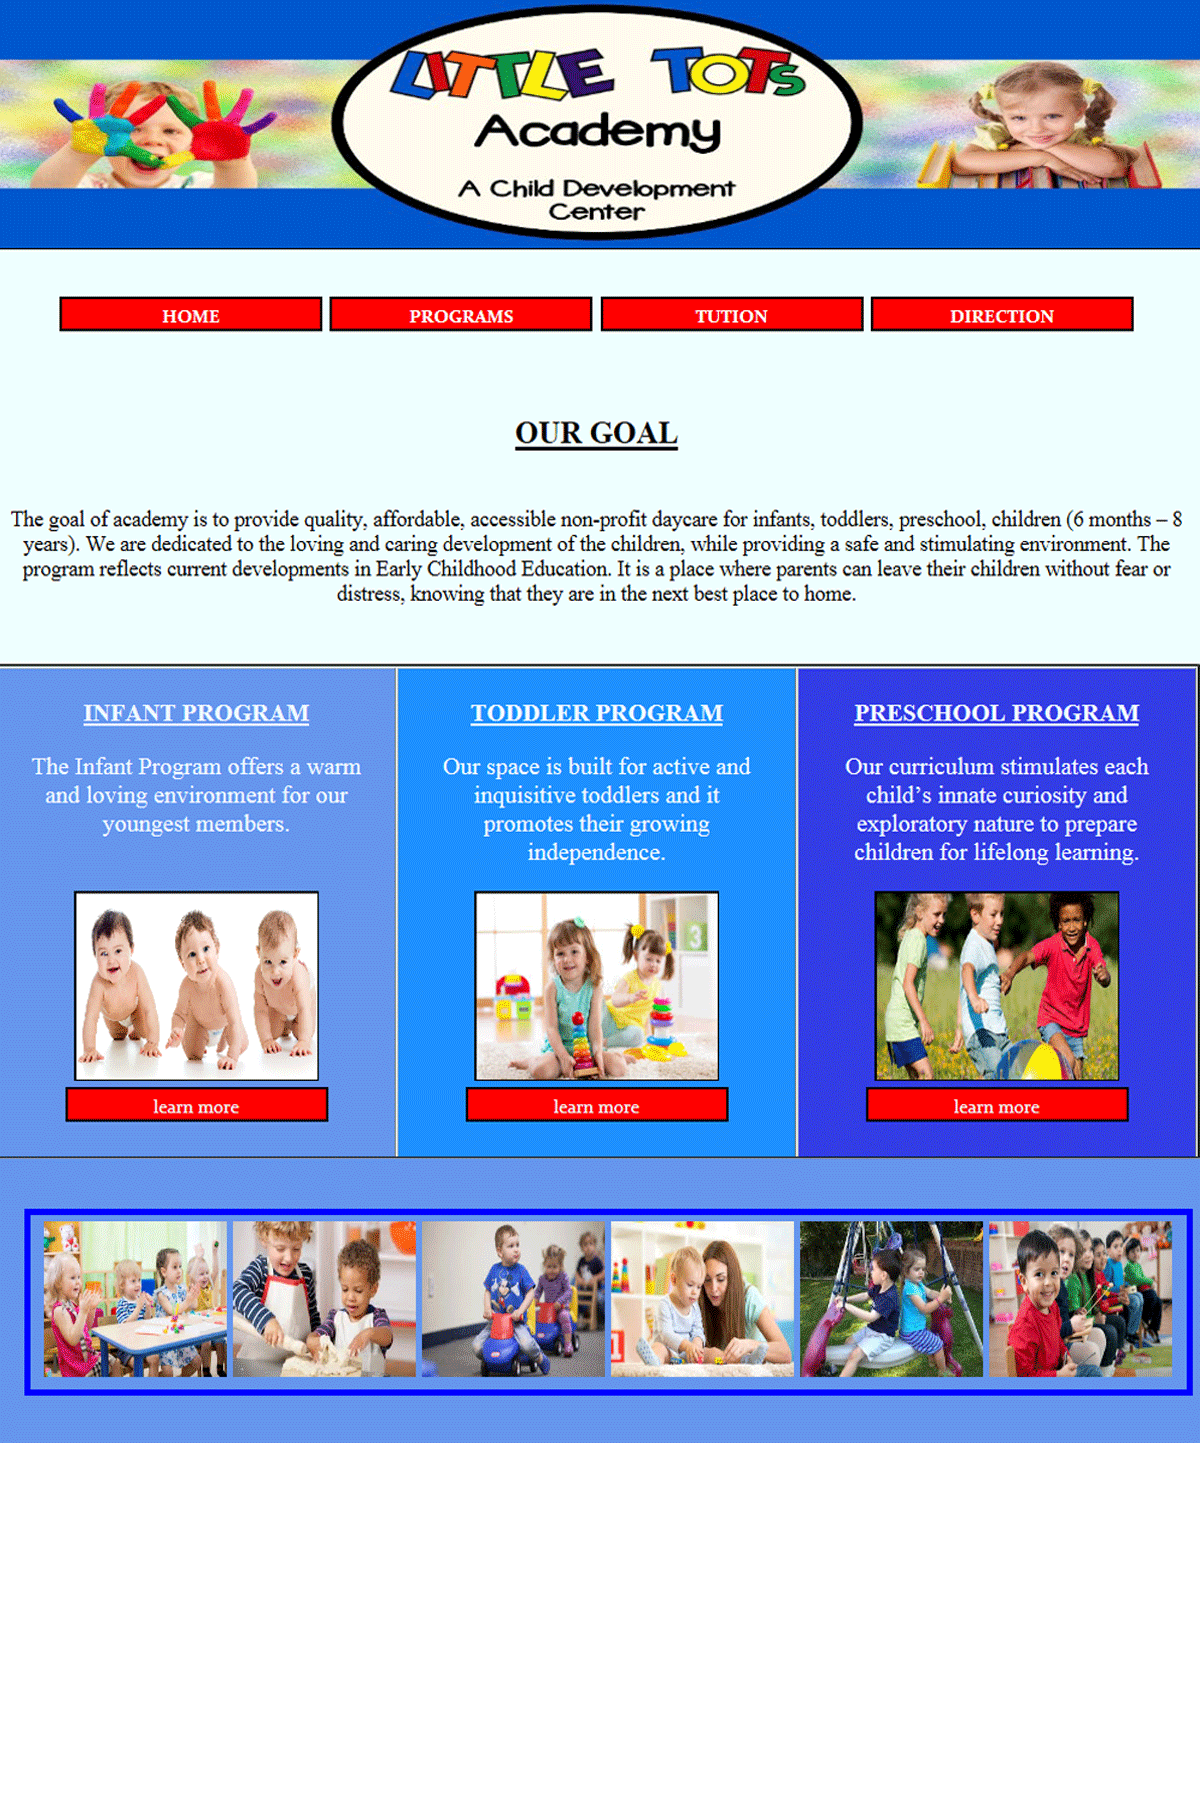 LITTLE TOTS
Academy
A Child Development
Center
HOME PROGRAMS TUTION DIRECTION
OUR GOAL
The goal of academy is to provide quality, affordable, accessible non-profit daycare for infants, toddlers, preschool, children (6 months – 8
years). We are dedicated to the loving and caring development of the children, while providing a safe and stimulating environment. The
program reflects current developments in Early Childhood Education. It is a place where parents can leave their children without fear or
distress, knowing that they are in the next best place to home.
INFANT PROGRAM
The Infant Program offers a warm
and loving environment for our
youngest members.
learn more
TODDLER PROGRAM
Our space is built for active and
inquisitive toddlers and it
promotes their growing
independence.
3
learn more
PRESCHOOL PROGRAM
Our curriculum stimulates each
child’s innate curiosity and
exploratory nature to prepare
children for lifelong learning.
learn more
1